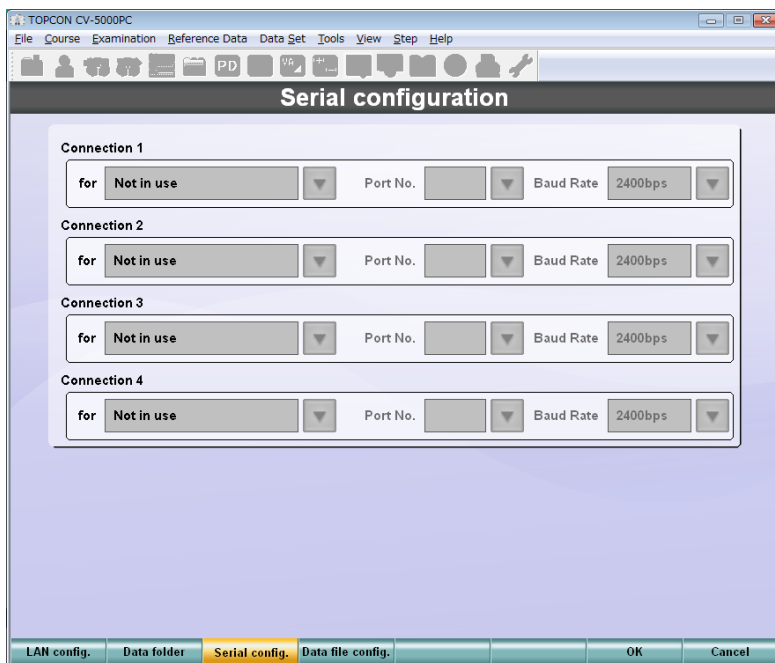 TOPCON CV-5000PC
File Course Examination Reference Data Data Set Tools View Step Help
PD VA
Serial configuration
Connection 1
for Not in use Port No. Baud Rate 2400bps
Connection 2
for Not in use Port No. Baud Rate 2400bps
Connection 3
for Not in use Port No. Baud Rate 2400bps
Connection 4
for Not in use Port No. Baud Rate 2400bps
LAN config. Data folder Serial config. Data file config. OK Cancel